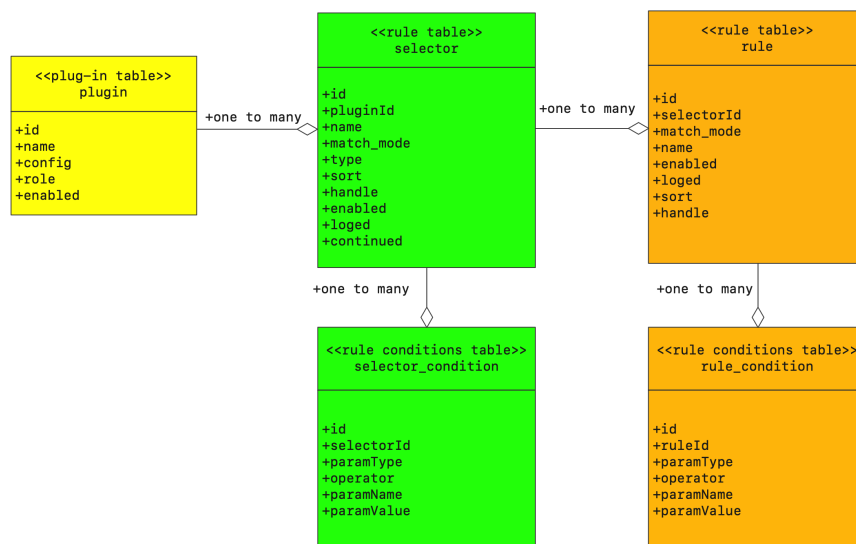 <<plug-in table>>
plugin
+id
+name
+config
+role
+enabled
+one to many
<<rule table>>
selector
+id
+pluginId
+name
+match_mode
+type
+sort
+handle
+enabled
+loged
+continued
+one to many
<<rule table>>
rule
+id
+selectorId
+match_mode
+name
+enabled
+loged
+sort
+handle
+one to many
<<rule conditions table>>
selector_condition
+id
+selectorId
+paramType
+operator
+paramName
+paramValue
+one to many
<<rule conditions table>>
rule_condition
+id
+ruleId
+paramType
+operator
+paramName
+paramValue